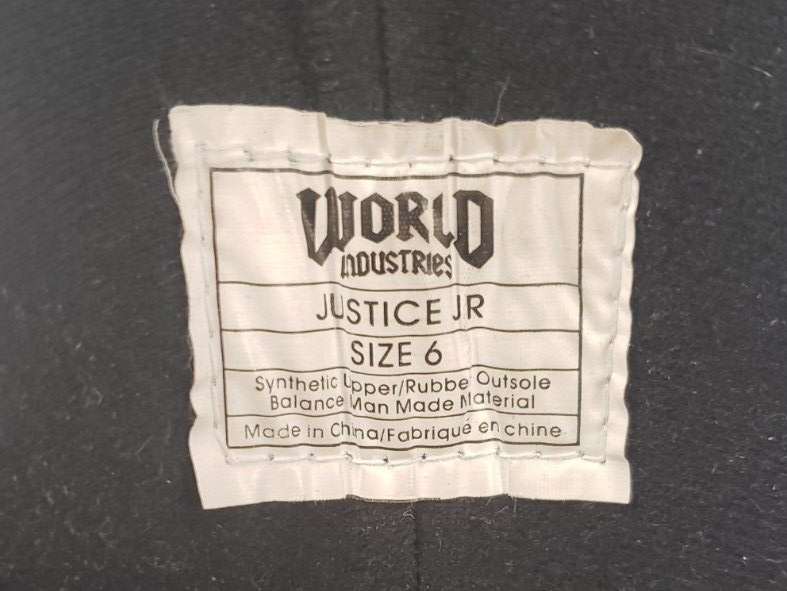 WORLD
INDUSTRIES
JUSTICE JR
SIZE 6
Synthetic Upper/Rubbe Outsole
Balance Man Made Material
Made in China/Fabriqué en chine